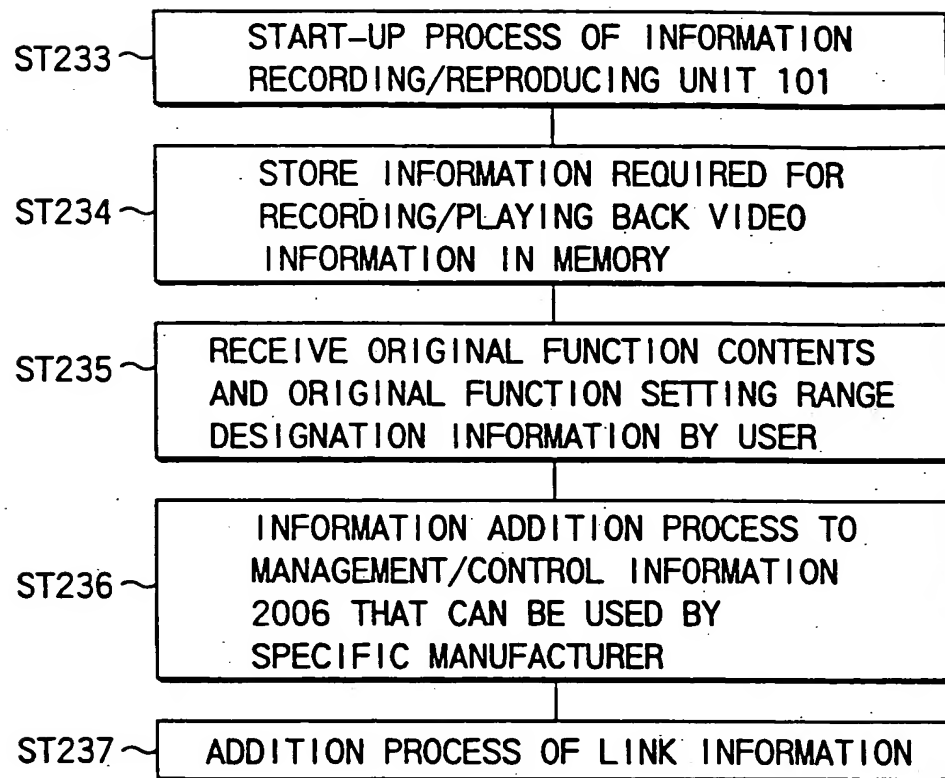 ST233
START-UP PROCESS OF INFORMATION
RECORDING/REPRODUCING UNIT 101
ST234
STORE INFORMATION REQUIRED FOR
RECORDING/PLAYING BACK VIDEO
INFORMATION IN MEMORY
ST235
RECEIVE ORIGINAL FUNCTION CONTENTS
AND ORIGINAL FUNCTION SETTING RANGE
DESIGNATION INFORMATION BY USER
ST236
INFORMATION ADDITION PROCESS TO
MANAGEMENT/CONTROL INFORMATION
2006 THAT CAN BE USED BY
SPECIFIC MANUFACTURER
ST237
ADDITION PROCESS OF LINK INFORMATION